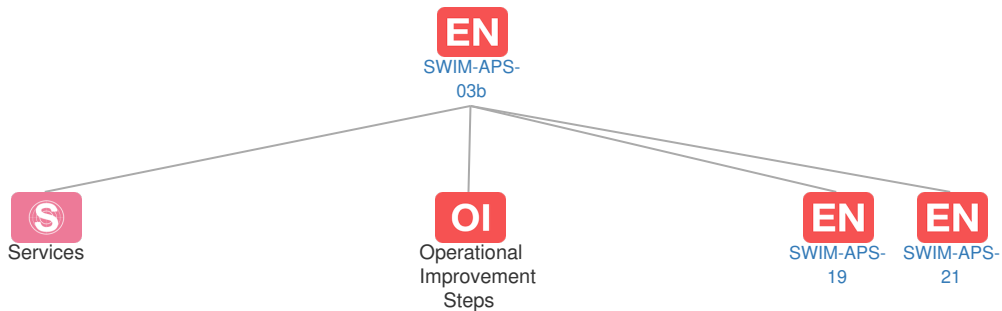 EN
SWIM-APS-
03b
S
Services
OI
Operational
Improvement
Steps
EN
SWIM-APS-
19
EN
SWIM-APS-
21